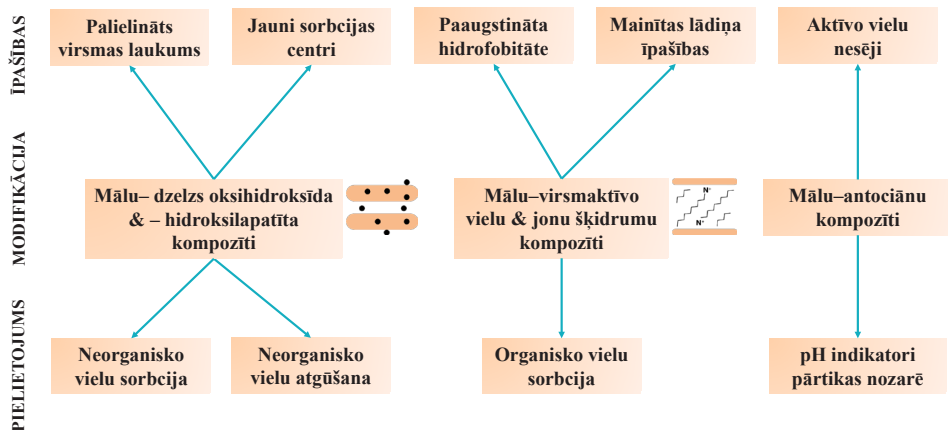 ĪPAŠĪBAS
Palielināts
virsmas laukums
Jauni sorbcijas
centri
Paaugstināta
hidrofobitāte
Mainītas lādiņa
īpašības
Aktīvo vielu
nesēji
MODIFIKĀCIJA
Mālu– dzelzs oksihidroksīda
& – hidroksilapatīta
kompozīti
Mālu–virsmaktīvo
vielu & jonu šķidrumu
kompozīti
N⁺
N⁺
Mālu–antociānu
kompozīti
PIELIETOJUMS
Neorganisko
vielu sorbcija
Neorganisko
vielu atgūšana
Organisko vielu
sorbcija
pH indikatori
pārtikas nozarē